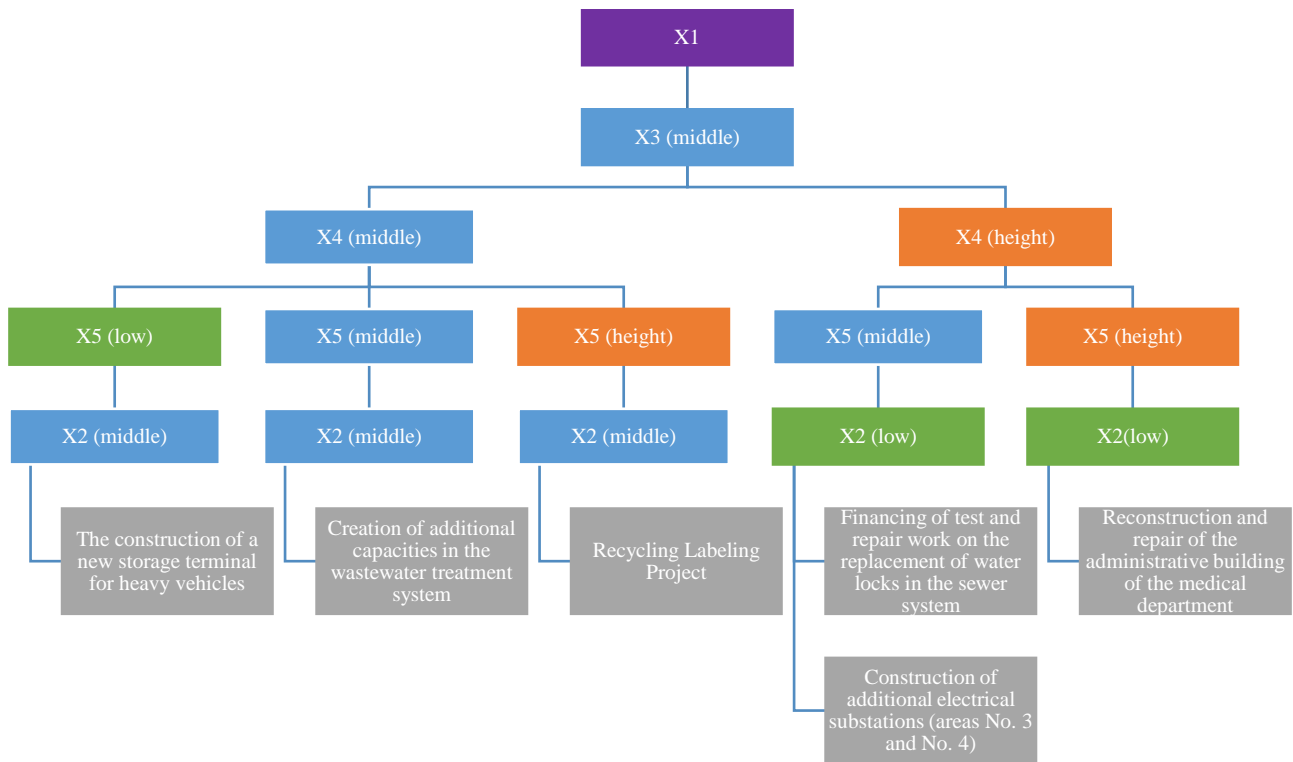 X1
X3 (middle)
X4 (middle)
X4 (height)
X5 (low)
X5 (middle)
X5 (height)
X5 (middle)
X5 (height)
X2 (middle)
X2 (middle)
X2 (middle)
X2 (low)
X2(low)
The construction of a
new storage terminal
for heavy vehicles
Creation of additional
capacities in the
wastewater treatment
system
Recycling Labeling
Project
Financing of test and
repair work on the
replacement of water
locks in the sewer
system
Reconstruction and
repair of the
administrative building
of the medical
department
Construction of
additional electrical
substations (areas No. 3
and No. 4)